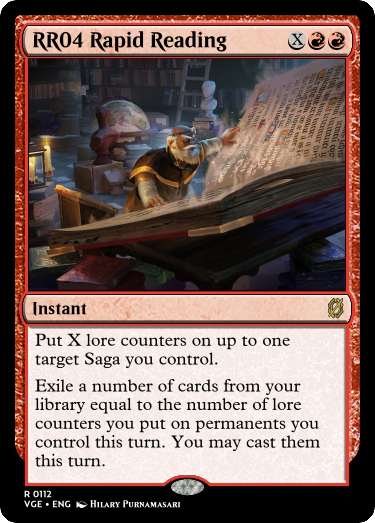 RR04 Rapid Reading XRR
Instant
Put X lore counters on up to one
target Saga you control.
Exile a number of cards from your
library equal to the number of lore
counters you put on permanents you
control this turn. You may cast them
this turn.
R 0112
VGE • ENG Hilary Purnamasari